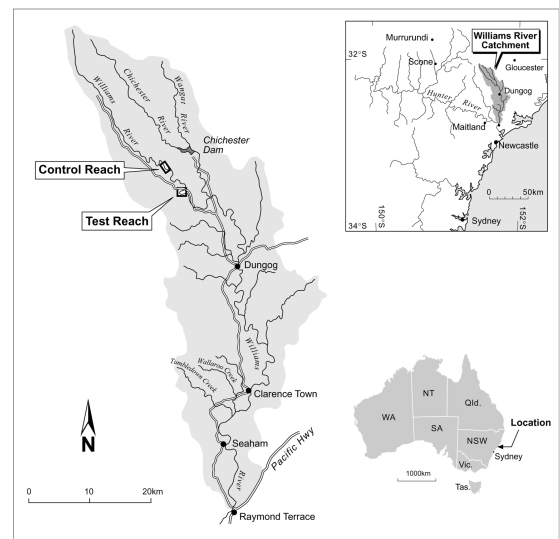 Williams
River
Chichester
River
Wangat
River
Chichester
Dam
Control Reach
Test Reach
Dungog
Williams
Wallaroo Creek
Tumbledown Creek
Clarence Town
Seaham
Pacific Hwy
River
Raymond Terrace
N
0 10 20km
Williams River
Catchment
Murrurundi
32°S
Scone
Gloucester
Dungog
Hunter
River
Maitland
Newcastle
0 50km
34°S
150°S
152°S
Sydney
NT
Qld.
WA
SA
NSW
Location
Sydney
Vic.
1000km
Tas.